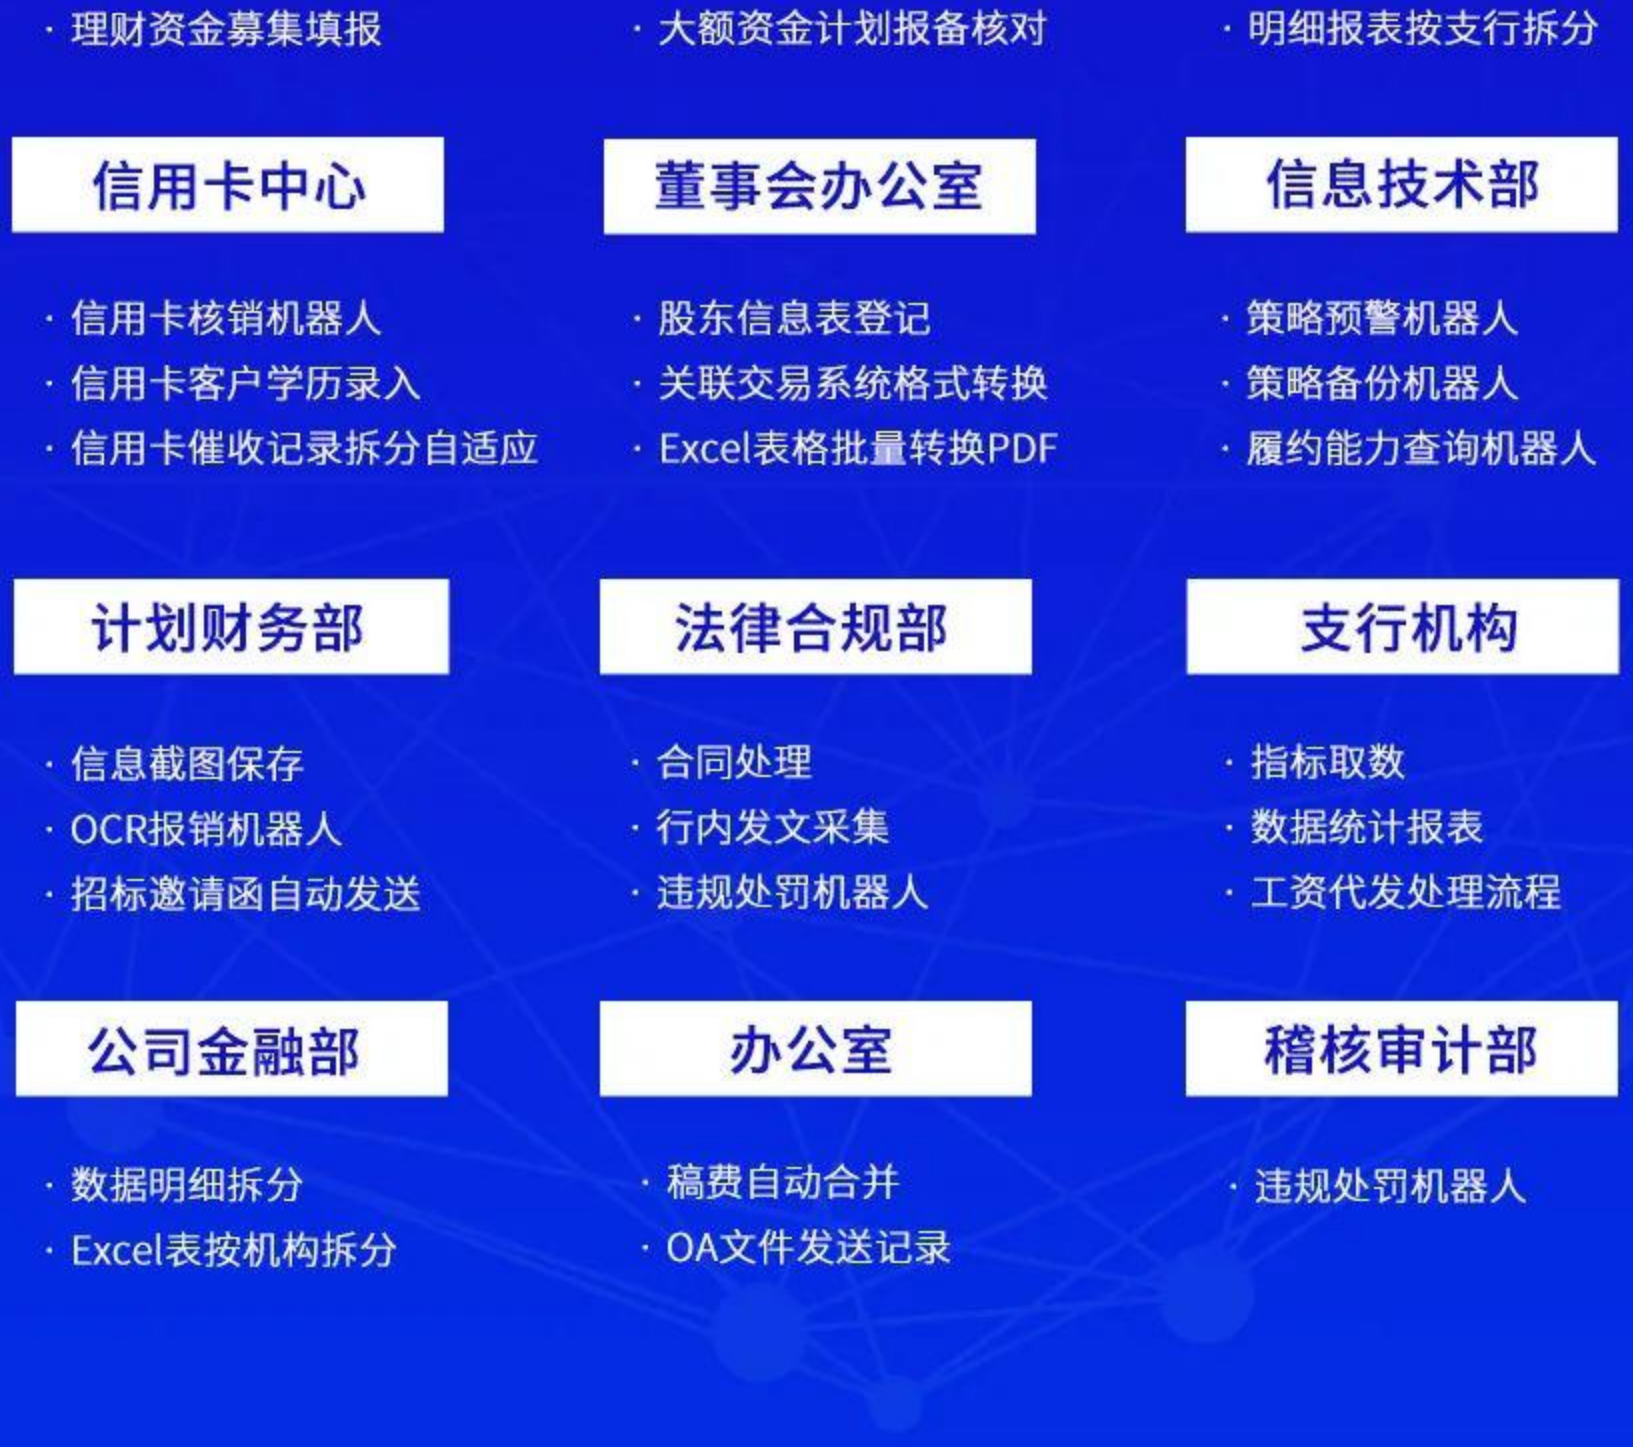 · 理财资金募集填报
· 大额资金计划报备核对
· 明细报表按支行拆分
信用卡中心
董事会办公室
信息技术部
· 信用卡核销机器人
· 股东信息表登记
· 策略预警机器人
· 信用卡客户学历录入
· 关联交易系统格式转换
· 策略备份机器人
· 信用卡催收记录拆分自适应
· Excel表格批量转换PDF
· 履约能力查询机器人
计划财务部
法律合规部
支行机构
· 信息截图保存
· 合同处理
· 指标取数
· OCR报销机器人
· 行内发文采集
· 数据统计报表
· 招标邀请函自动发送
· 违规处罚机器人
· 工资代发处理流程
公司金融部
办公室
稽核审计部
· 数据明细拆分
· 稿费自动合并
· 违规处罚机器人
· Excel表按机构拆分
· OA文件发送记录